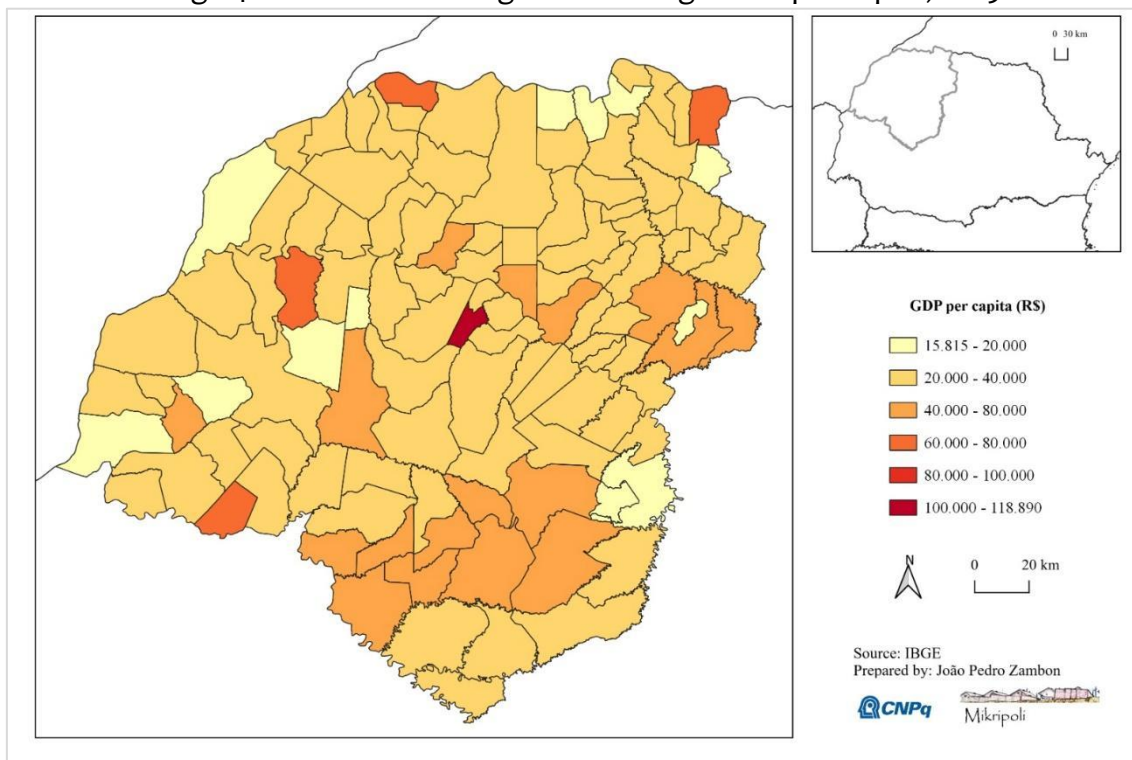 0 30 km
GDP per capita (R$)
15.815 - 20.000
20.000 - 40.000
40.000 - 80.000
60.000 - 80.000
80.000 - 100.000
100.000 - 118.890
N
0 20 km
Source: IBGE
Prepared by: João Pedro Zambon
CNPq
Mikripoli